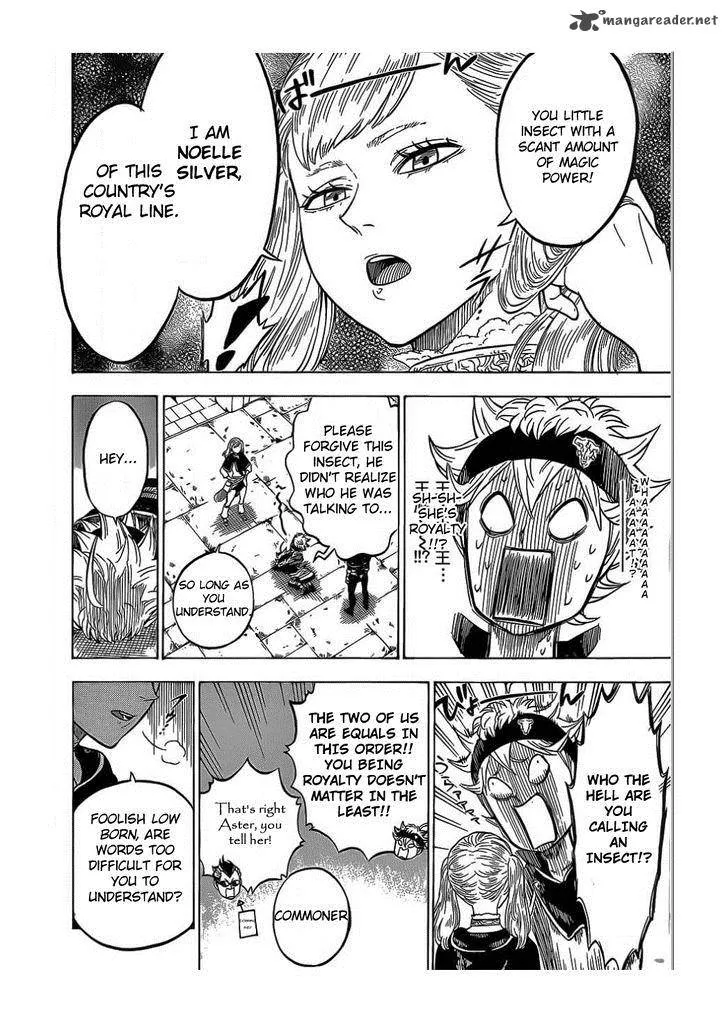 mangareader.net
YOU LITTLE
INSECT WITH A
SCANT AMOUNT
OF MAGIC
POWER!
ばーーん
I AM
NOELLE
SILVER,
OF THIS
COUNTRY'S
ROYAL LINE.
SH-SH-
SHE'S
ROYALTY
!!?
PLEASE
FORGIVE THIS
INSECT, HE
DIDN'T REALIZE
WHO HE WAS
TALKING TO...
SO LONG AS
YOU
UNDERSTAND.
HEY...
WHO THE
HELL ARE YOU
CALLING
AN
INSECT!?
THE TWO OF US
ARE EQUALS
IN THIS
ORDER!!
YOU BEING
ROYALTY DOESN'T
MATTER IN THE
LEAST!!
That's right
Aster, you
tell her!
COMMONER
FOOLISH LOW
BORN, ARE
WORDS TOO
DIFFICULT FOR
YOU TO
UNDERSTAND?